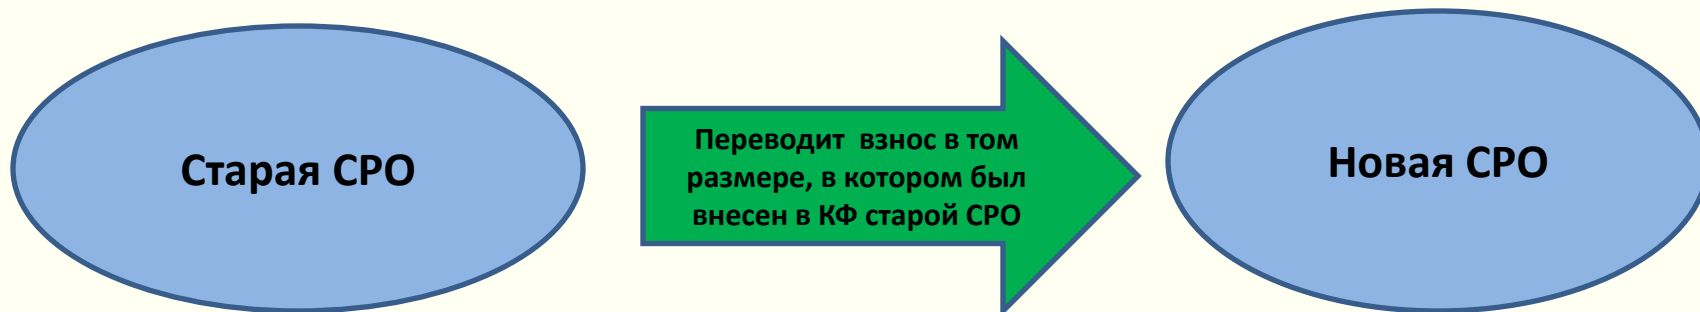 Старая СРО
Переводит взнос в том
размере, в котором был
внесен в КФ старой СРО
Новая СРО